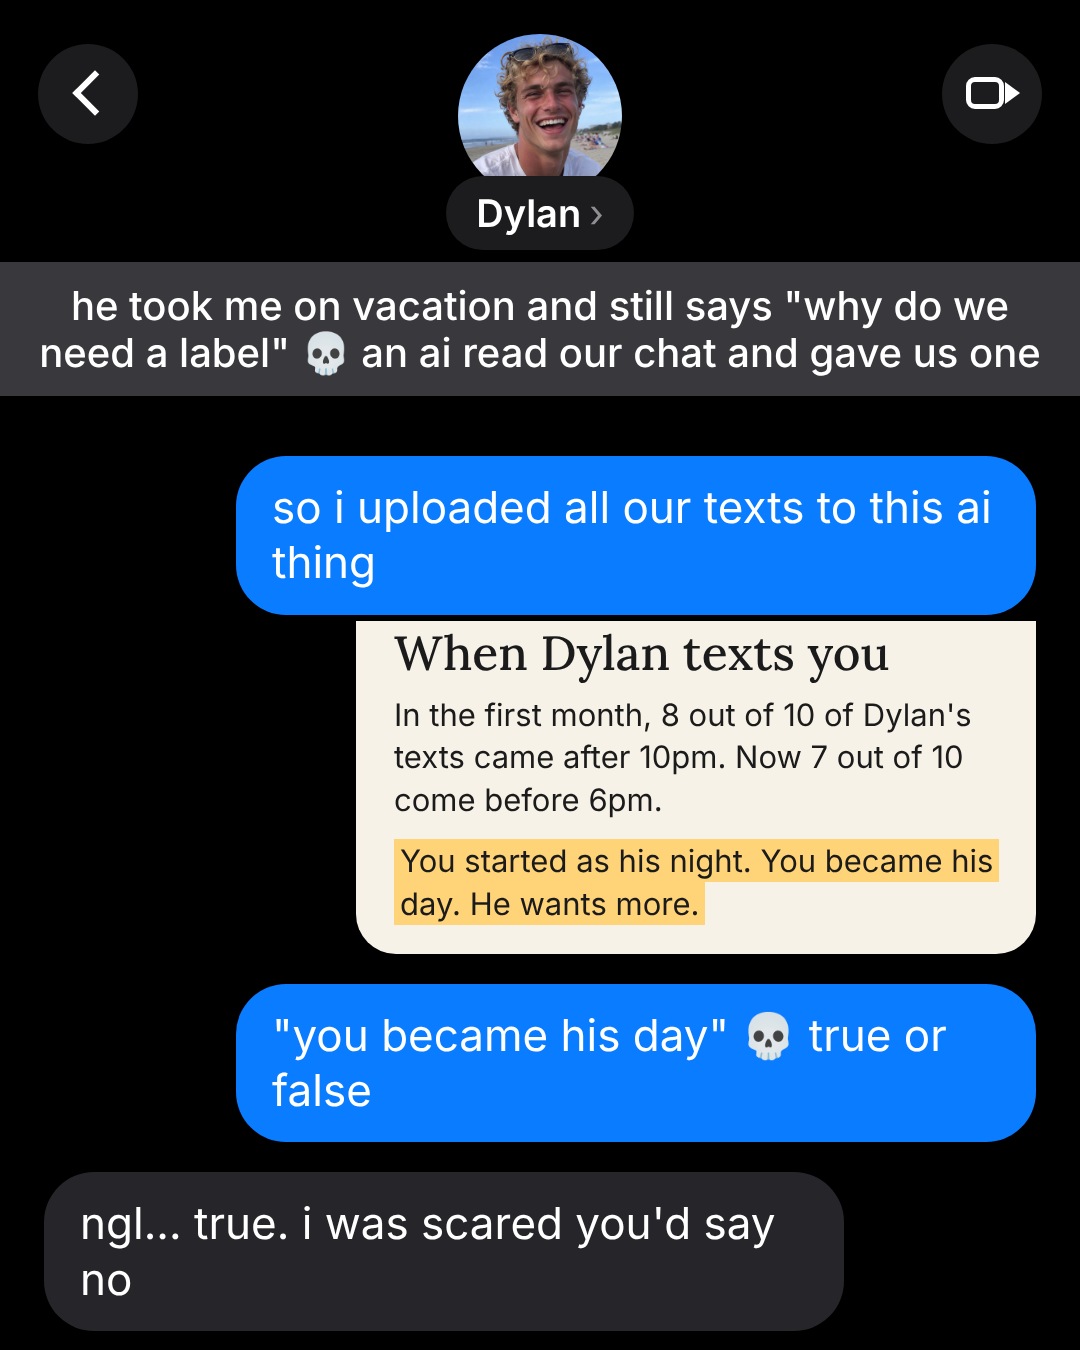 Dylan ›
he took me on vacation and still says "why do we
need a label" 💀 an ai read our chat and gave us one
so i uploaded all our texts to this ai
thing
When Dylan texts you
In the first month, 8 out of 10 of Dylan's
texts came after 10pm. Now 7 out of 10
come before 6pm.
You started as his night. You became his
day. He wants more.
"you became his day" 💀 true or
false
ngl... true. i was scared you'd say
no